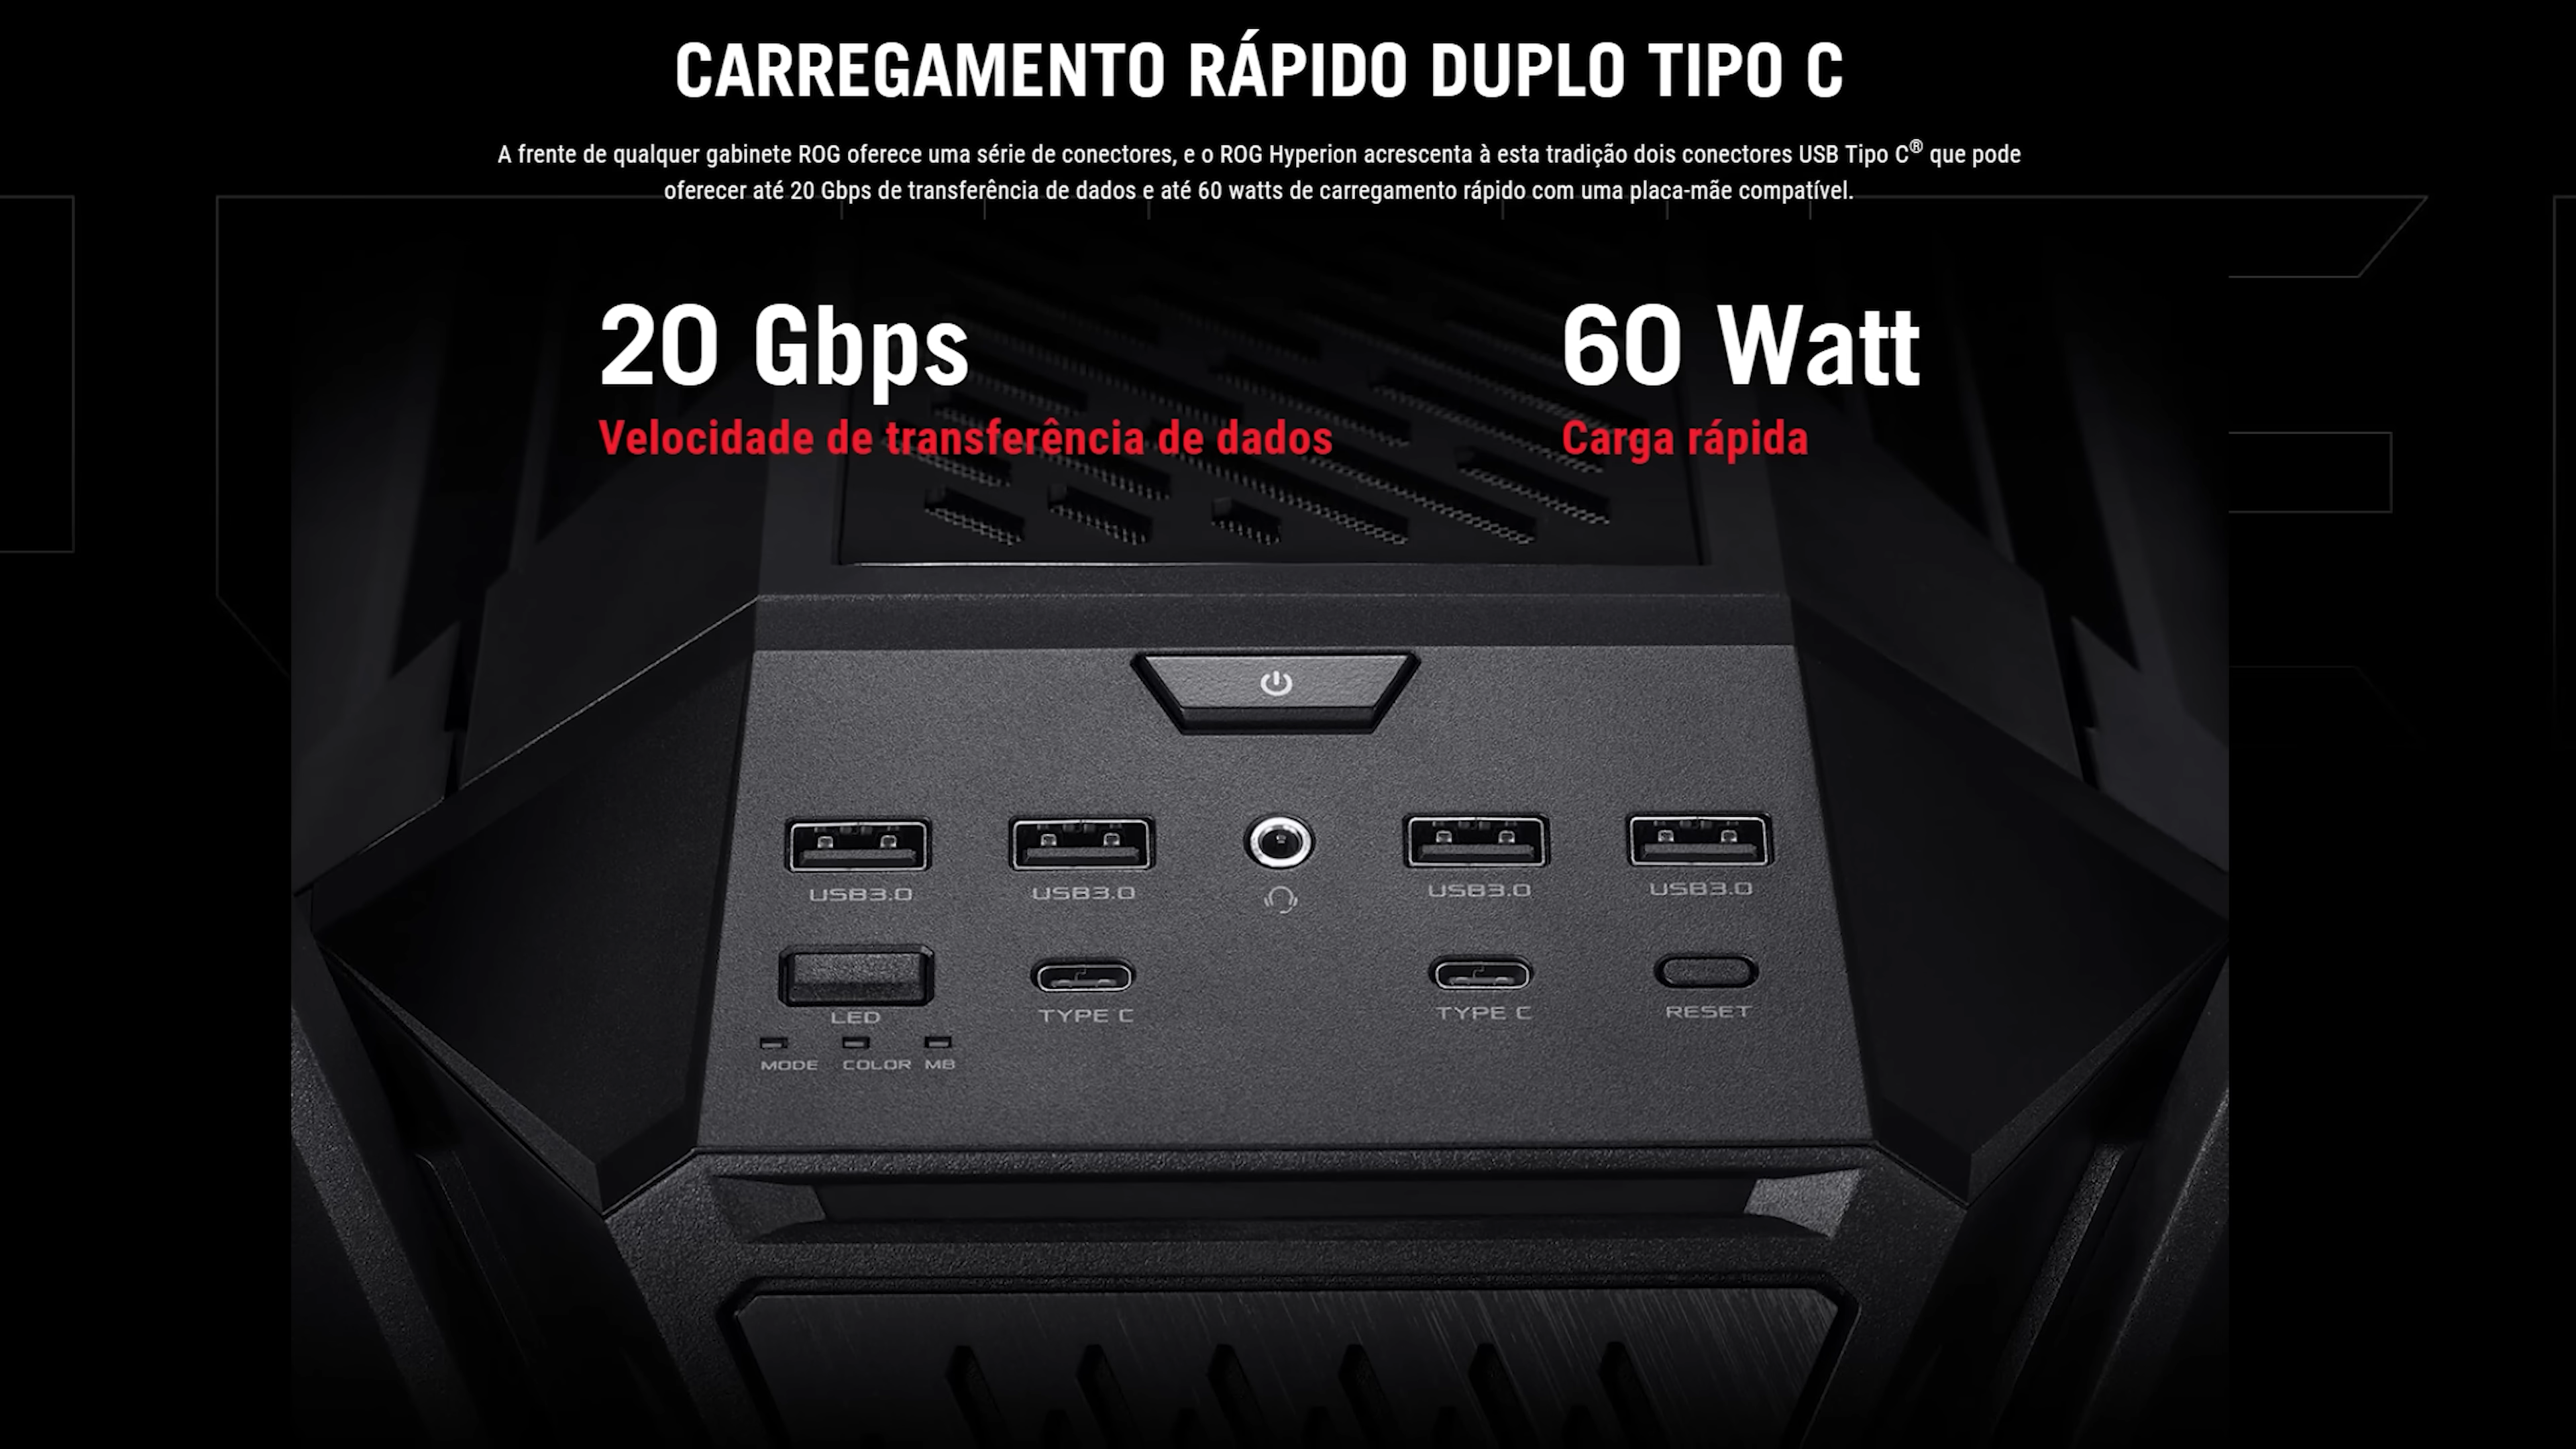 CARREGAMENTO RÁPIDO DUPLO TIPO C
A frente de qualquer gabinete ROG oferece uma série de conectores, e o ROG Hyperion acrescenta à esta tradição dois conectores USB Tipo C® que pode
oferecer até 20 Gbps de transferência de dados e até 60 watts de carregamento rápido com uma placa-mãe compatível.
20 Gbps
Velocidade de transferência de dados
60 Watt
Carga rápida
USB3.0
USB3.0
USB3.0
USB3.0
LED
TYPE C
TYPE C
RESET
MODE COLOR MB